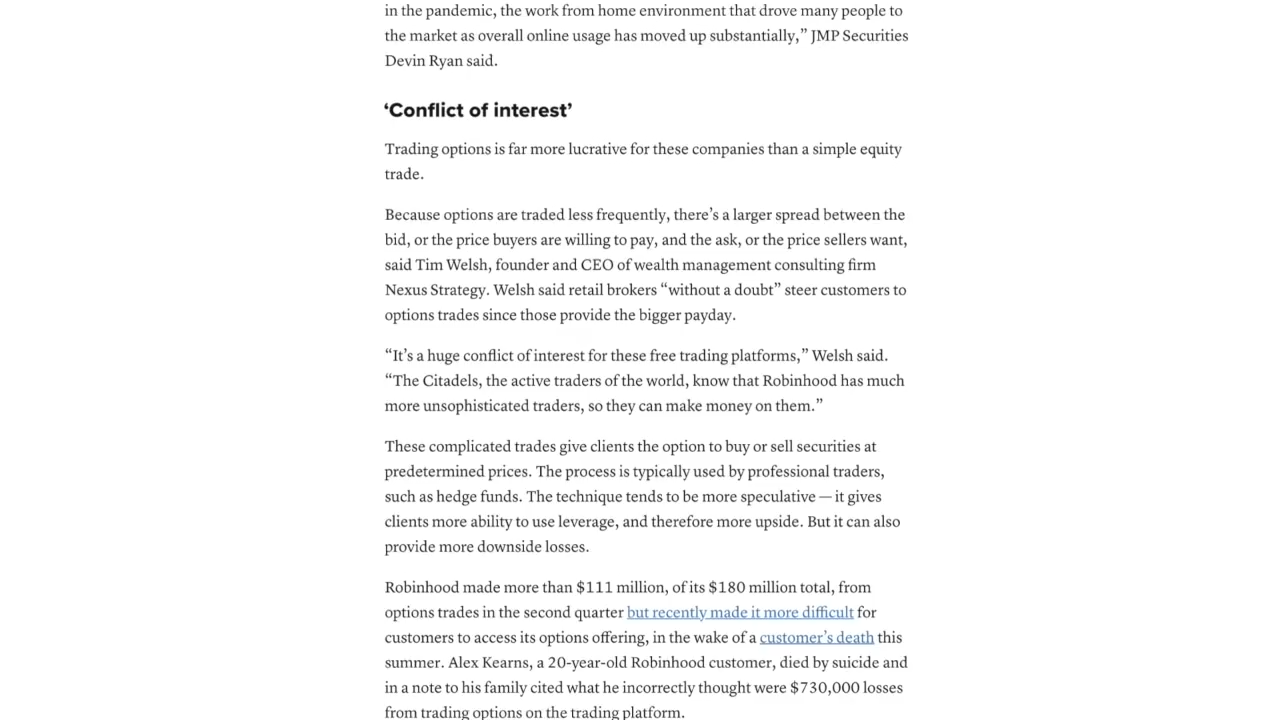 in the pandemic, the work from home environment that drove many people to
the market as overall online usage has moved up substantially,” JMP Securities
Devin Ryan said.
‘Conflict of interest’
Trading options is far more lucrative for these companies than a simple equity
trade.
Because options are traded less frequently, there’s a larger spread between the
bid, or the price buyers are willing to pay, and the ask, or the price sellers want,
said Tim Welsh, founder and CEO of wealth management consulting firm
Nexus Strategy. Welsh said retail brokers “without a doubt” steer customers to
options trades since those provide the bigger payday.
“It’s a huge conflict of interest for these free trading platforms,” Welsh said.
“The Citadels, the active traders of the world, know that Robinhood has much
more unsophisticated traders, so they can make money on them.”
These complicated trades give clients the option to buy or sell securities at
predetermined prices. The process is typically used by professional traders,
such as hedge funds. The technique tends to be more speculative — it gives
clients more ability to use leverage, and therefore more upside. But it can also
provide more downside losses.
Robinhood made more than $111 million, of its $180 million total, from
options trades in the second quarter but recently made it more difficult for
customers to access its options offering, in the wake of a customer’s death this
summer. Alex Kearns, a 20-year-old Robinhood customer, died by suicide and
in a note to his family cited what he incorrectly thought were $730,000 losses
from trading options on the trading platform.